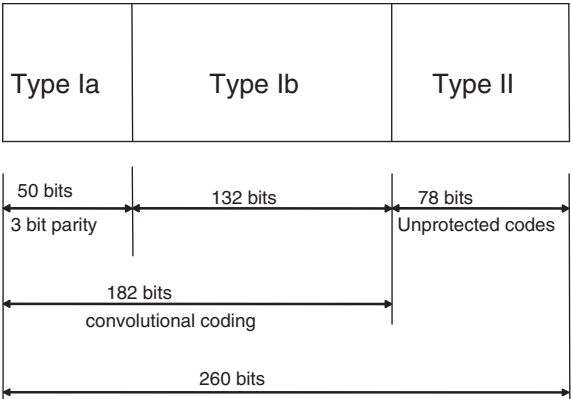 Type Ia Type Ib Type II
50 bits 132 bits 78 bits
3 bit parity Unprotected codes
182 bits
convolutional coding
260 bits